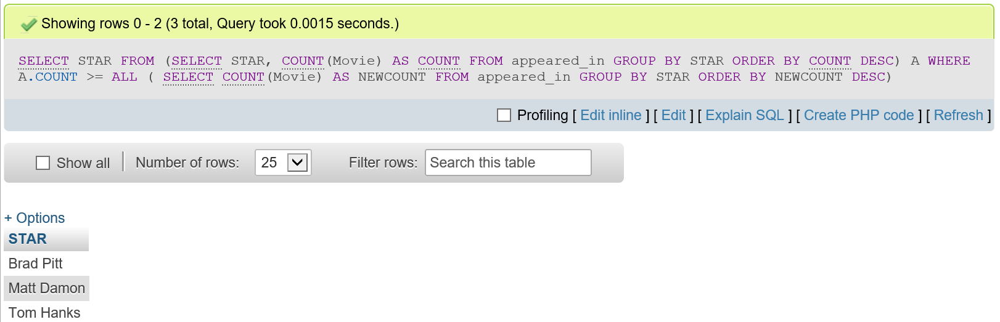 Showing rows 0 - 2 (3 total, Query took 0.0015 seconds.)
SELECT STAR FROM (SELECT STAR, COUNT(Movie) AS COUNT FROM appeared_in GROUP BY STAR ORDER BY COUNT DESC) A WHERE
A.COUNT >= ALL ( SELECT COUNT(Movie) AS NEWCOUNT FROM appeared_in GROUP BY STAR ORDER BY NEWCOUNT DESC)
Profiling [ Edit inline ] [ Edit ] [ Explain SQL ] [ Create PHP code ] [ Refresh ]
Show all Number of rows: 25 Filter rows: Search this table
+ Options
STAR
Brad Pitt
Matt Damon
Tom Hanks